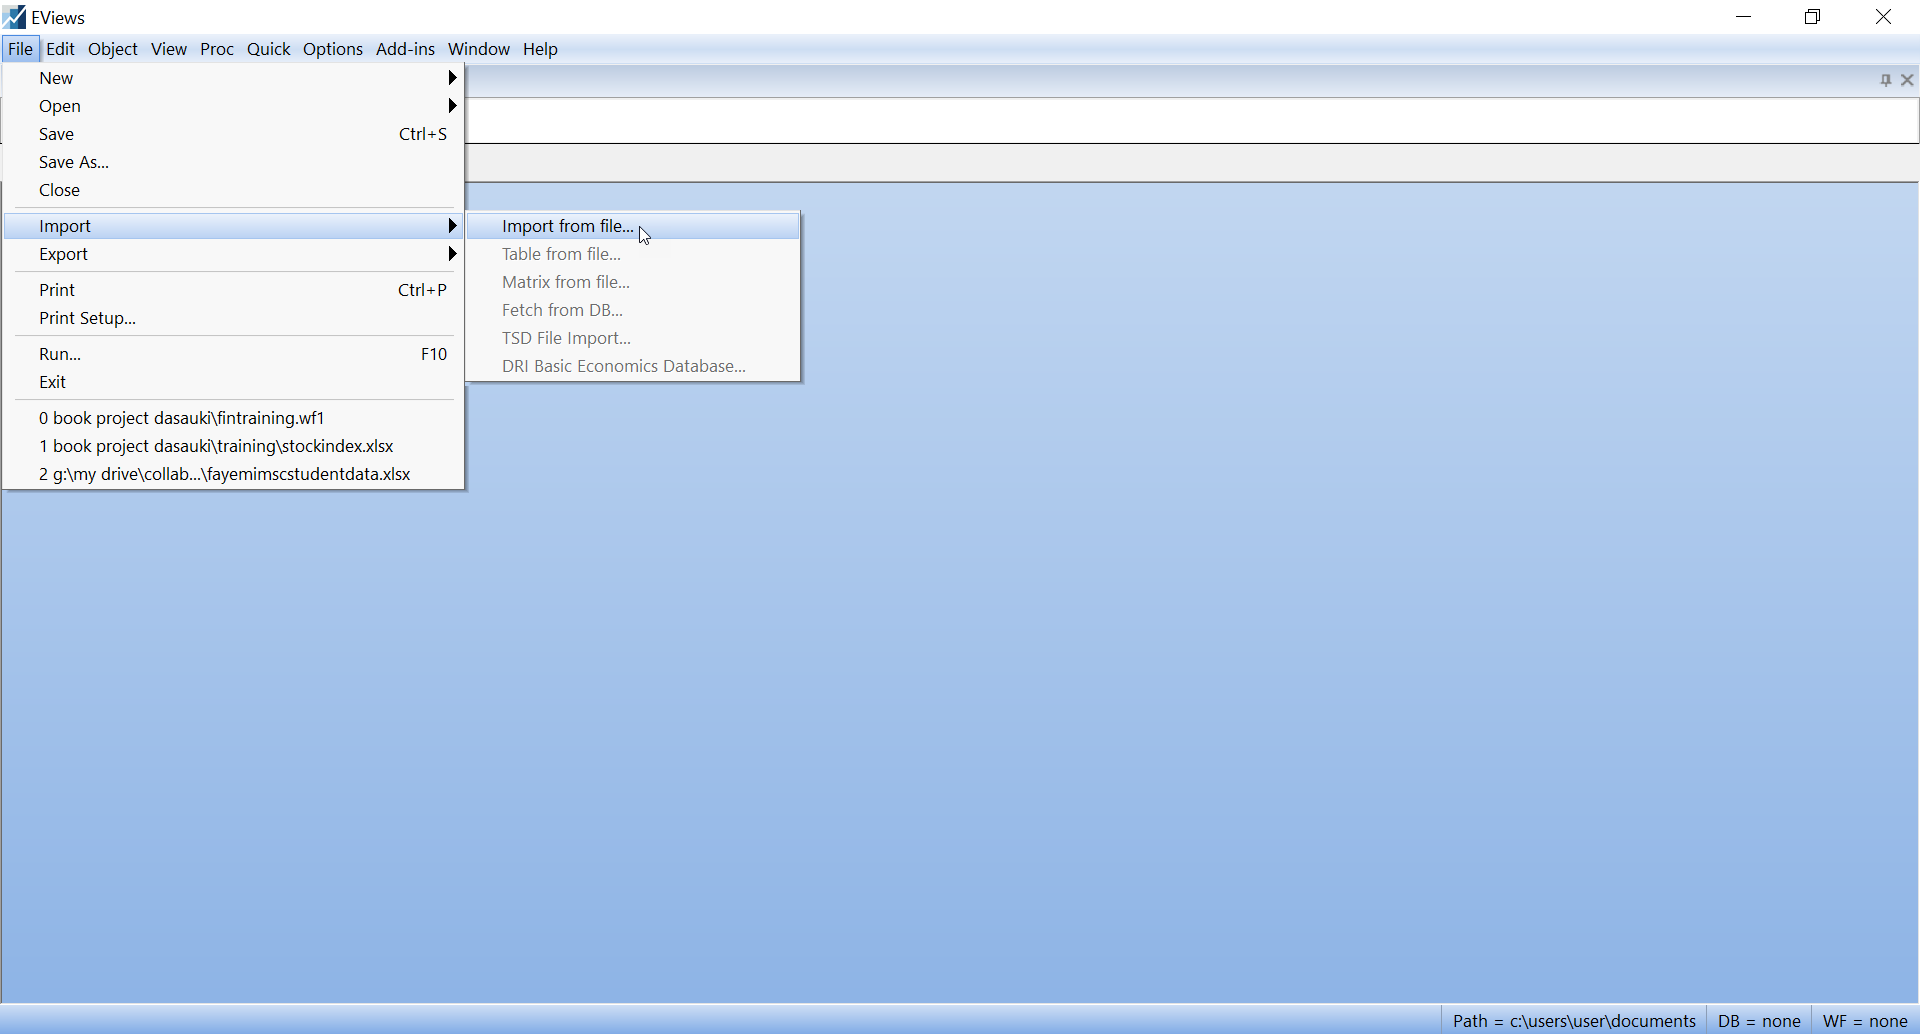 EViews
File Edit Object View Proc Quick Options Add-ins Window Help
New
Open
Save Ctrl+S
Save As...
Close
Import
Export
Print Ctrl+P
Print Setup...
Run... F10
Exit
0 book project dasauki\fintraining.wf1
1 book project dasauki\training\stockindex.xlsx
2 g:\my drive\collab...\fayemimscstudentdata.xlsx
Import from file...
Table from file...
Matrix from file...
Fetch from DB...
TSD File Import...
DRI Basic Economics Database...
Path = c:\users\user\documents DB = none WF = none